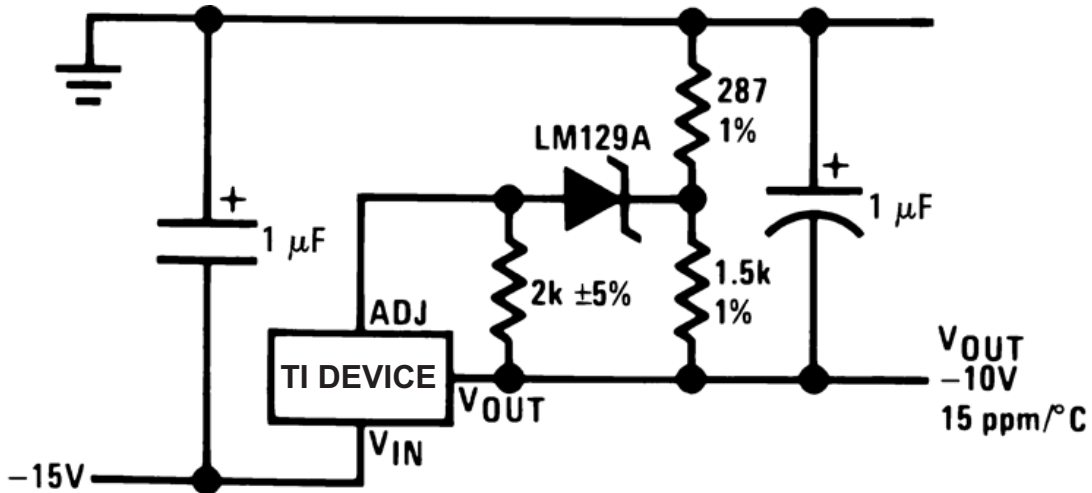 287
1%
LM129A
+
1 μF
+
1 μF
2k ±5%
1.5k
1%
ADJ
TI DEVICE
VOUT
VIN
VOUT
−10V
15 ppm/°C
−15V